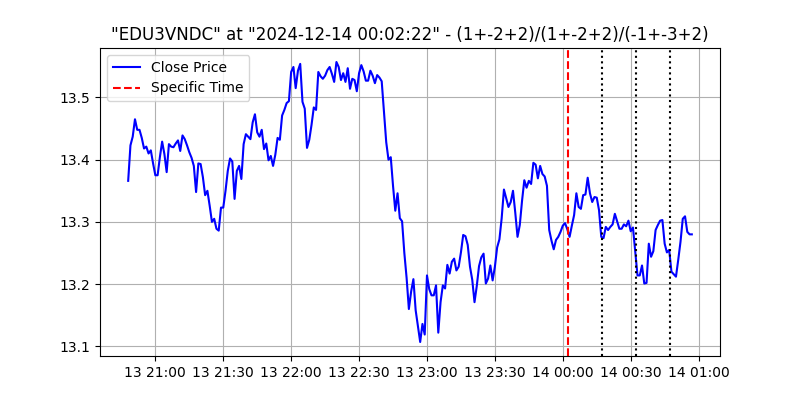 "EDU3VNDC" at "2024-12-14 00:02:22" - (1+-2+2)/(1+-2+2)/(-1+-3+2)
Close Price
Specific Time
13.5
13.4
13.3
13.2
13.1
13 21:00 13 21:30 13 22:00 13 22:30 13 23:00 13 23:30 14 00:00 14 00:30 14 01:00